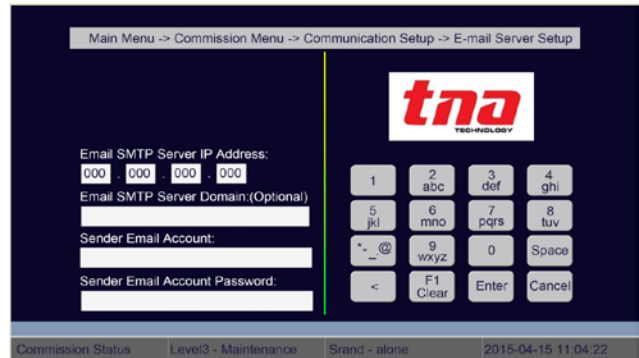 Main Menu -> Commission Menu -> Communication Setup -> E-mail Server Setup
tna
TECHNOLOGY
Email SMTP Server IP Address:
000 . 000 . 000 . 000
Email SMTP Server Domain:(Optional)
Sender Email Account:
Sender Email Account Password:
1
2
abc
3
def
4
ghi
5
jkl
6
mno
7
pqrs
8
tuv
*-_.@
9
wxyz
0
Space
<
F1
Clear
Enter
Cancel
Commission Status Level3 - Maintenance Srand - alone 2015-04-15 11:04:22